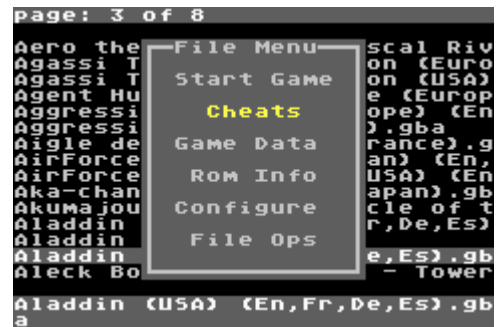 page: 3 of 8
File Menu
Aero the scal Riv
Agassi T on (Euro
Agassi T Start Game on (USA)
Agent Hu e (Europ
Aggressi Cheats ope) (En
Aggressi ).gba
Aigle de Game Data rance).g
AirForce an) (En,
AirForce Rom Info USA) (En
Aka-chan apan).gb
Akumajou Configure cle of t
Aladdin r,De,Es)
Aladdin File Ops
Aladdin e,Es).gb
Aleck Bo - Tower
Aladdin (USA) (En,Fr,De,Es).gb
a